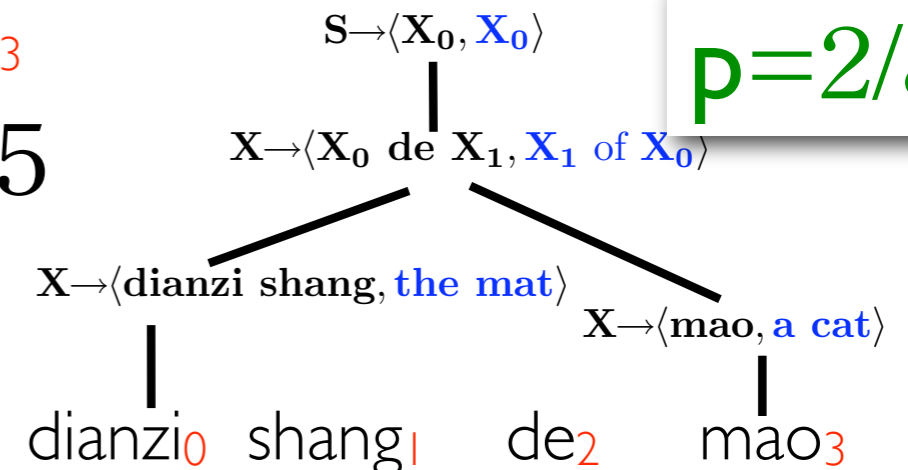 S→⟨X₀, X₀⟩
3
p=2/
5
X→⟨X₀ de X₁, X₁ of X₀⟩
X→⟨dianzi shang, the mat⟩
X→⟨mao, a cat⟩
dianzi0 shang1 de2 mao3